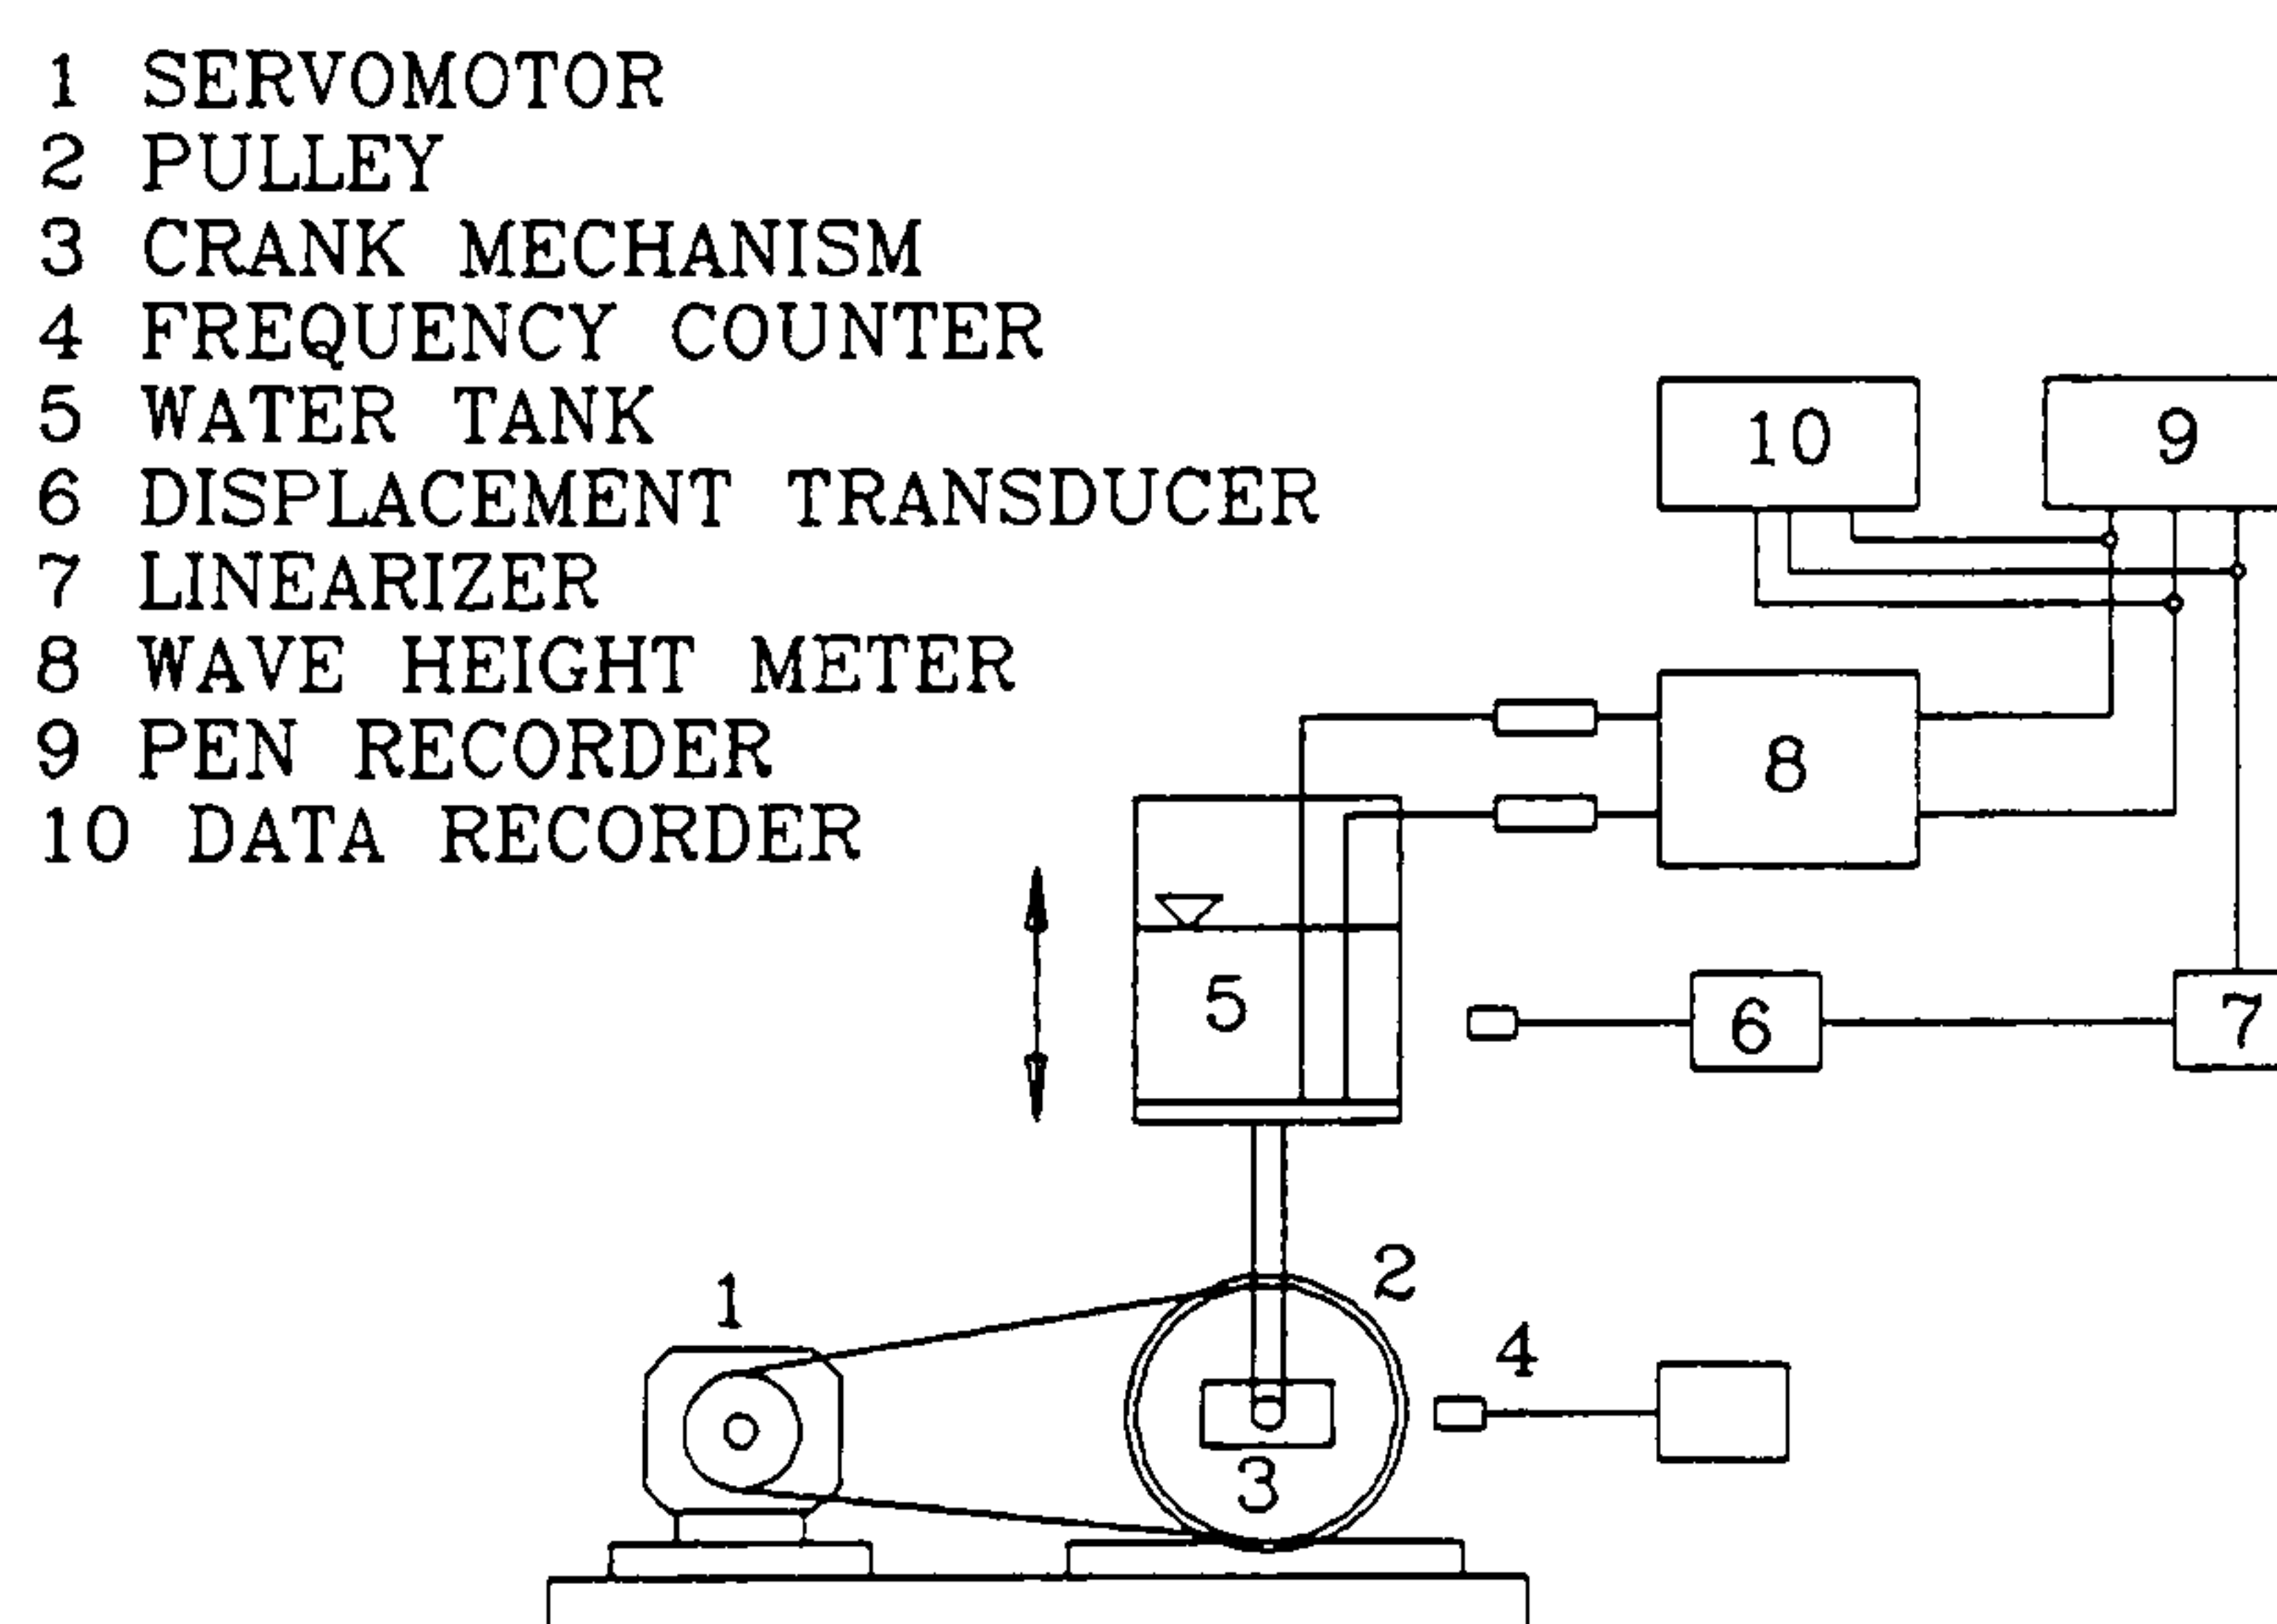 1 SERVOMOTOR
2 PULLEY
3 CRANK MECHANISM
4 FREQUENCY COUNTER
5 WATER TANK
6 DISPLACEMENT TRANSDUCER
7 LINEARIZER
8 WAVE HEIGHT METER
9 PEN RECORDER
10 DATA RECORDER
10
9
8
5
6
7
2
1
4
3